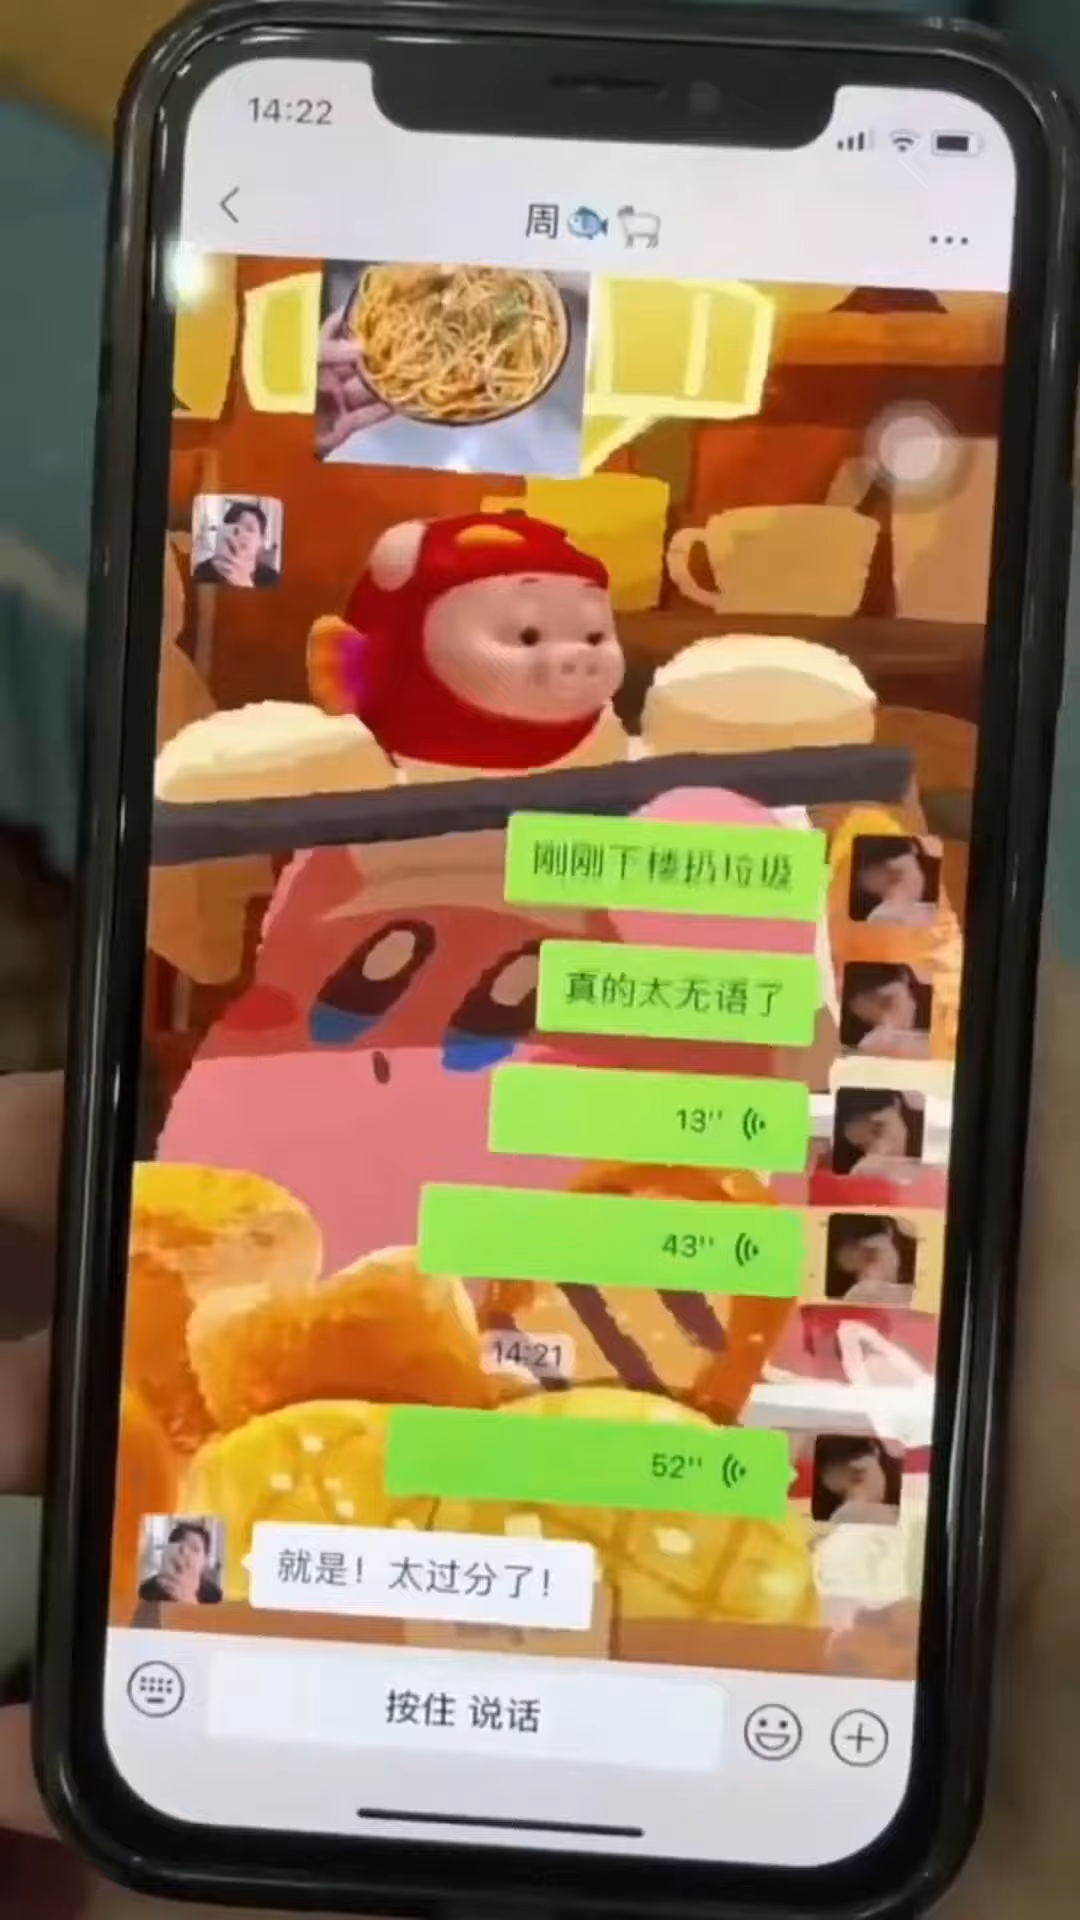 14:22
周
刚刚下楼扔垃圾
真的太无语了
13''
43''
14:21
52''
就是！太过分了！
按住 说话